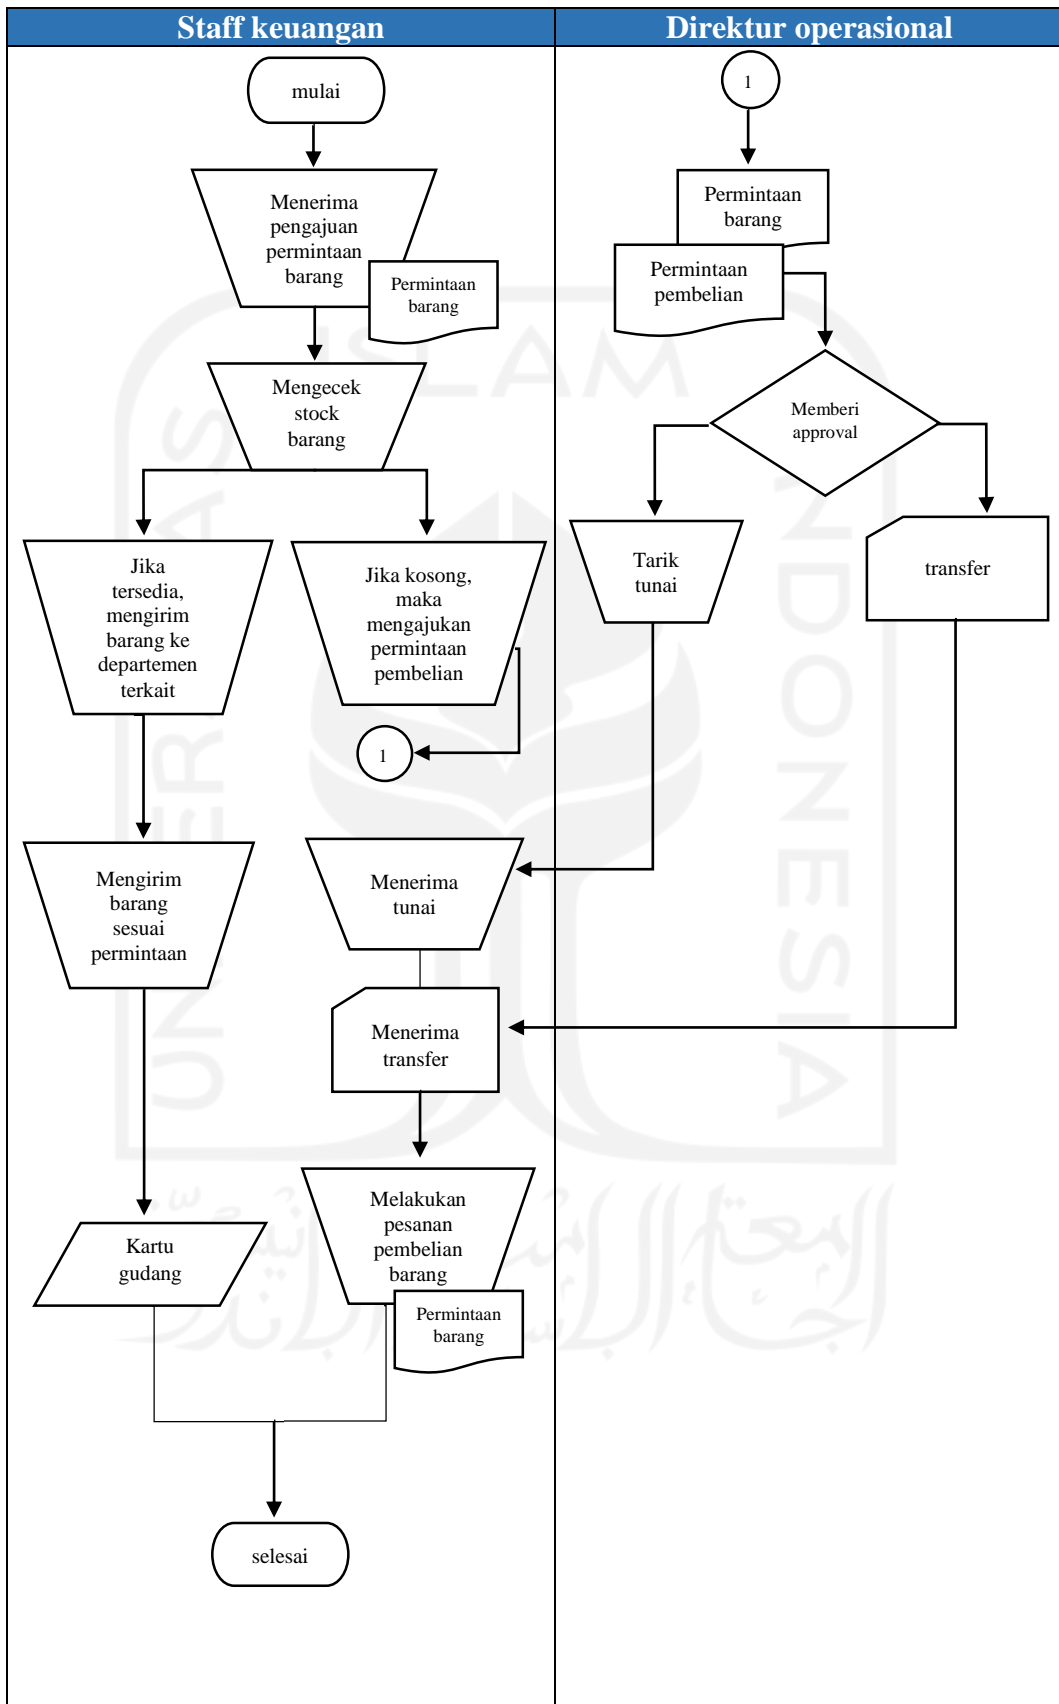 Staff keuangan
Direktur operasional
mulai
Menerima
pengajuan
permintaan
barang
Permintaan
barang
Mengecek
stock
barang
Jika
tersedia,
mengirim
barang ke
departemen
terkait
Jika kosong,
maka
mengajukan
permintaan
pembelian
1
Mengirim
barang
sesuai
permintaan
Menerima
tunai
Menerima
transfer
Kartu
gudang
Melakukan
pesanan
pembelian
barang
Permintaan
barang
selesai
1
Permintaan
barang
Permintaan
pembelian
Memberi
approval
Tarik
tunai
transfer
ISLAM
INDONESIA